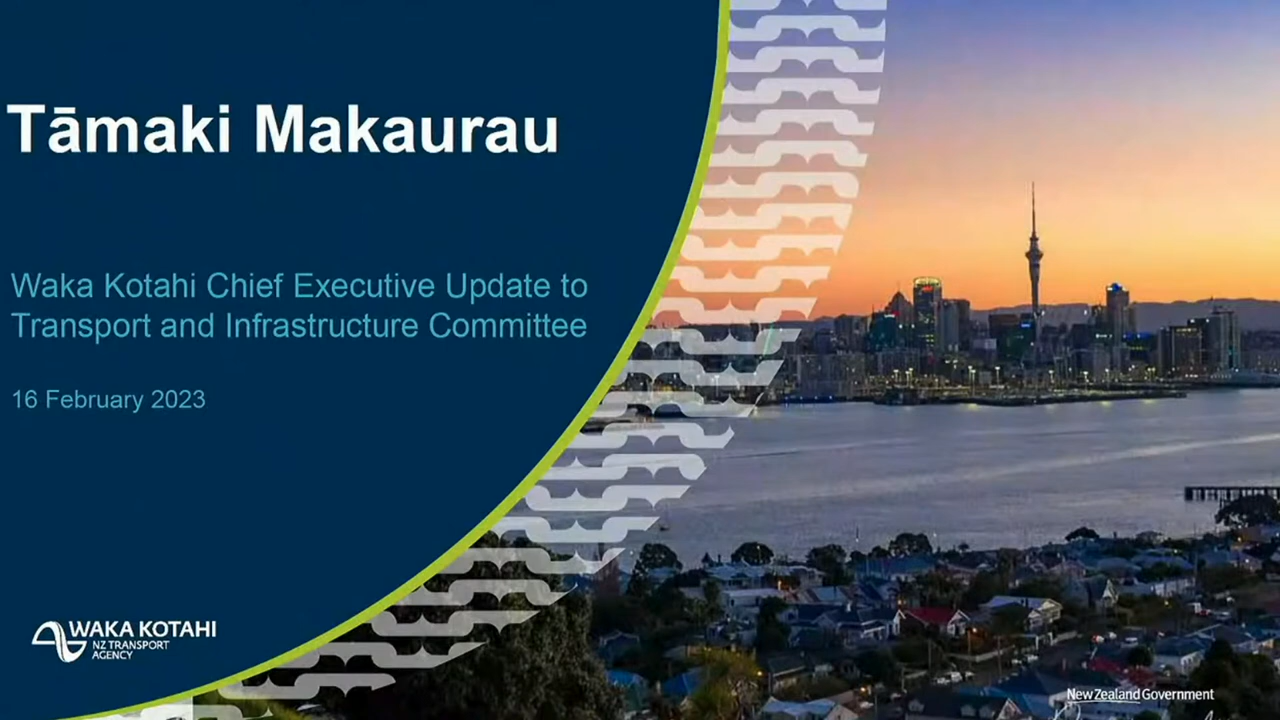 Tāmaki Makaurau
Waka Kotahi Chief Executive Update to
Transport and Infrastructure Committee
16 February 2023
WAKA KOTAHI
NZ TRANSPORT
AGENCY
New Zealand Government